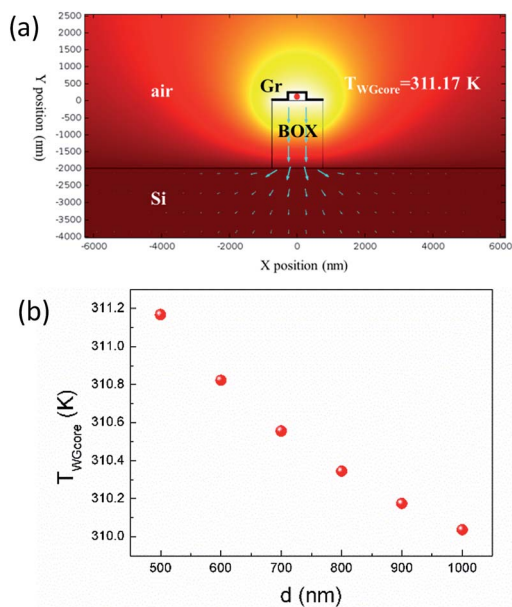 (a)
2500
2000
1500
1000
500
0
-500
-1000
-1500
-2000
-2500
-3000
-3500
-4000
Y position (nm)
air
Gr
T_WGcore=311.17 K
BOX
Si
-6000 -4000 -2000 0 2000 4000 6000
X position (nm)
(b)
311.2
311.0
310.8
310.6
310.4
310.2
310.0
T_WGcore (K)
500 600 700 800 900 1000
d (nm)